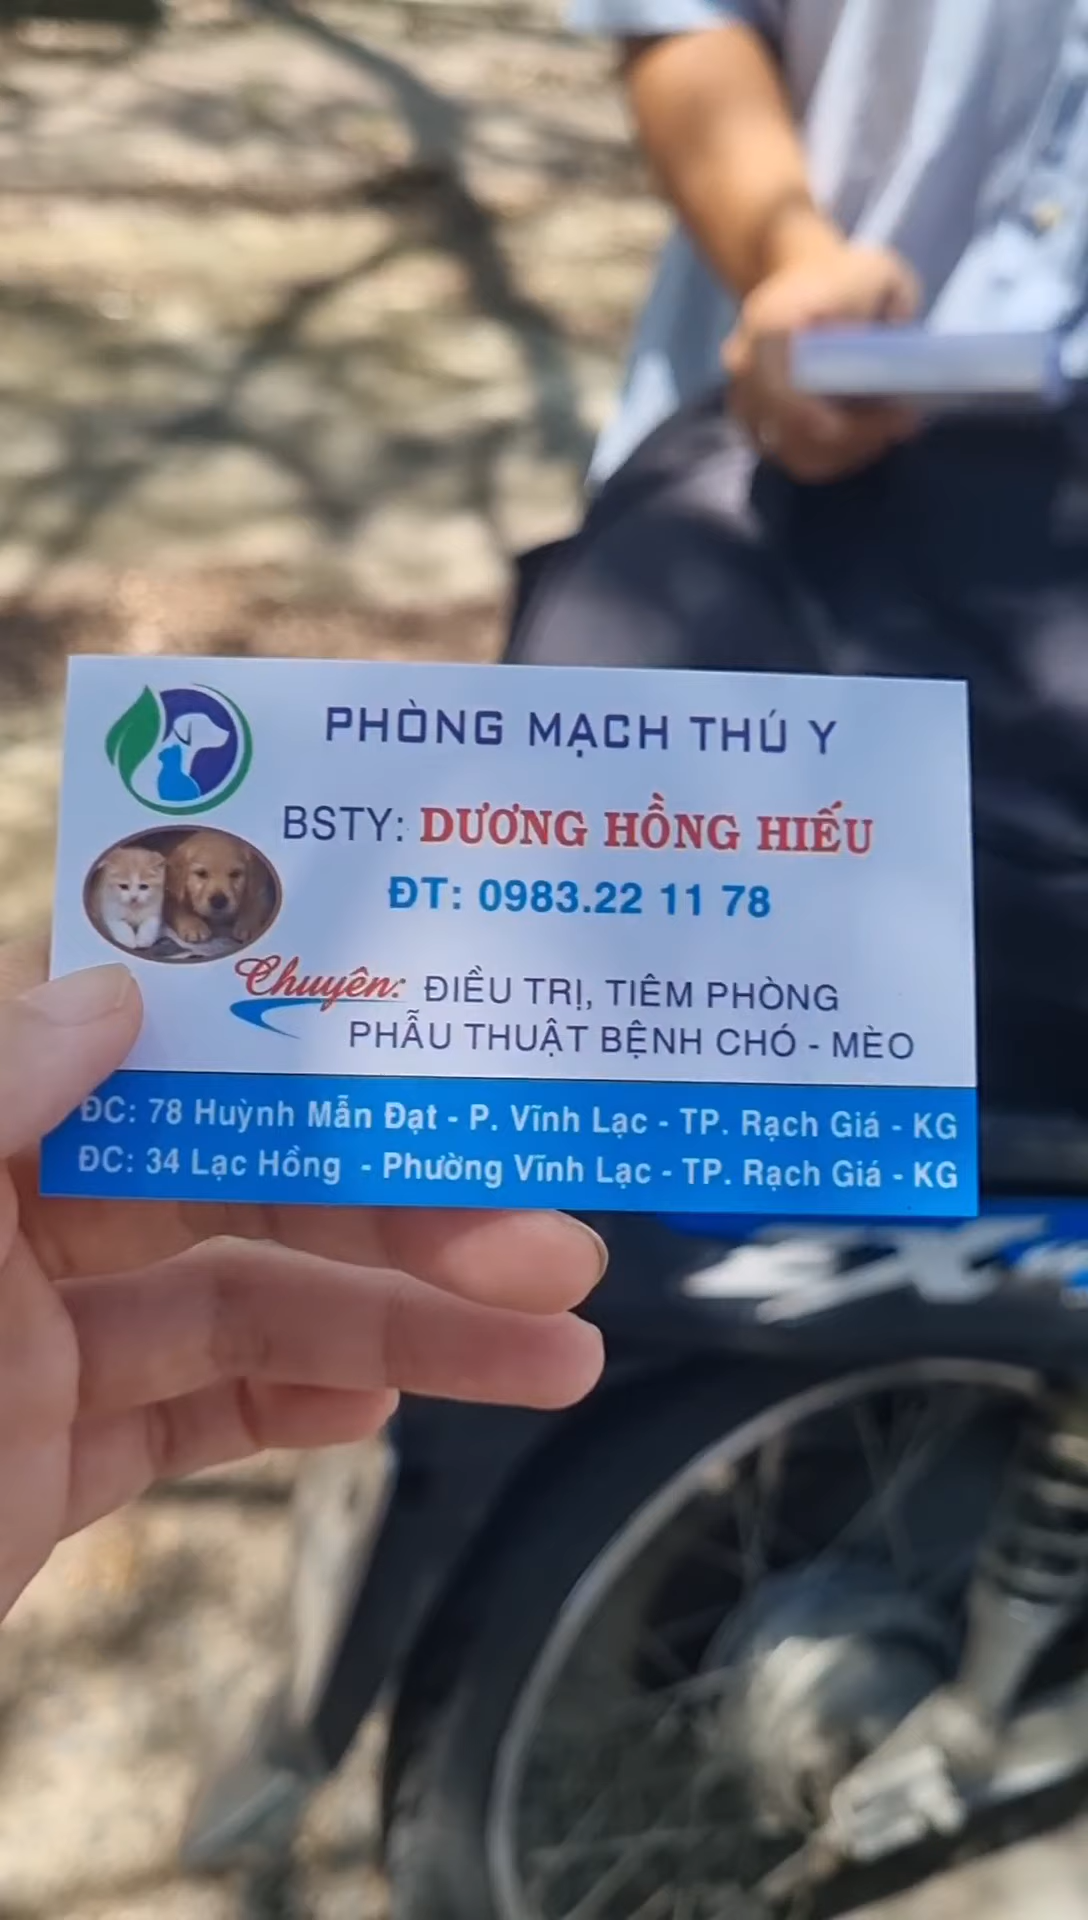 PHÒNG MẠCH THÚ Y
BSTY: DƯƠNG HỒNG HIẾU
ĐT: 0983.22 11 78
Chuyên: ĐIỀU TRỊ, TIÊM PHÒNG
PHẪU THUẬT BỆNH CHÓ - MÈO
ĐC: 78 Huỳnh Mẫn Đạt - P. Vĩnh Lạc - TP. Rạch Giá - KG
ĐC: 34 Lạc Hồng - Phường Vĩnh Lạc - TP. Rạch Giá - KG